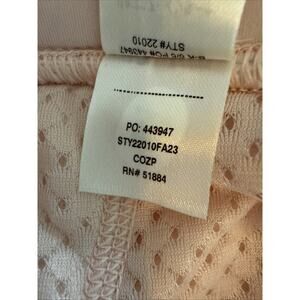 STY# 22010
PO: 443947
STY22010FA23
COZP
RN# 51884